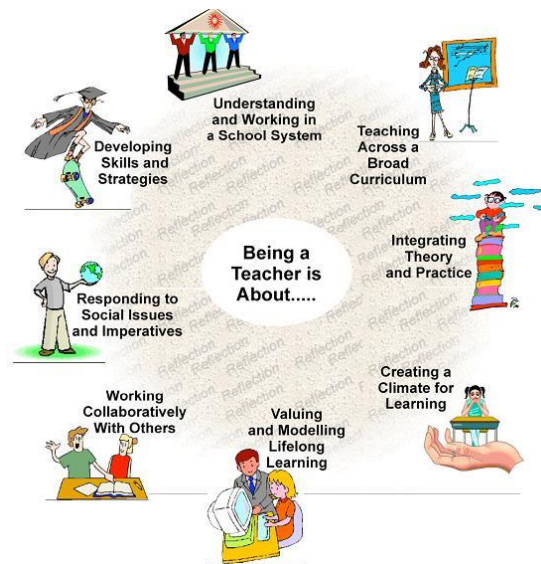 Understanding
and Working in
a School System
Teaching
Across a
Broad
Curriculum
Integrating
Theory
and Practice
Creating a
Climate for
Learning
Valuing
and Modelling
Lifelong
Learning
Working
Collaboratively
With Others
Responding to
Social Issues
and Imperatives
Developing
Skills and
Strategies
Being a
Teacher is
About.....
Reflection